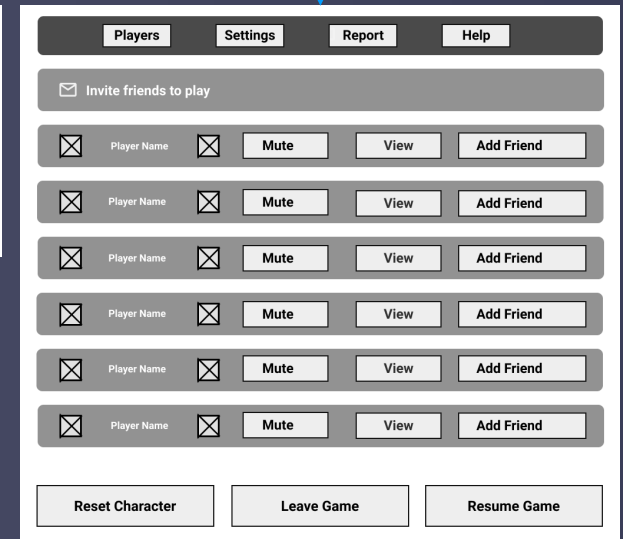 Players Settings Report Help
Invite friends to play
Player Name Mute View Add Friend
Player Name Mute View Add Friend
Player Name Mute View Add Friend
Player Name Mute View Add Friend
Player Name Mute View Add Friend
Player Name Mute View Add Friend
Reset Character Leave Game Resume Game